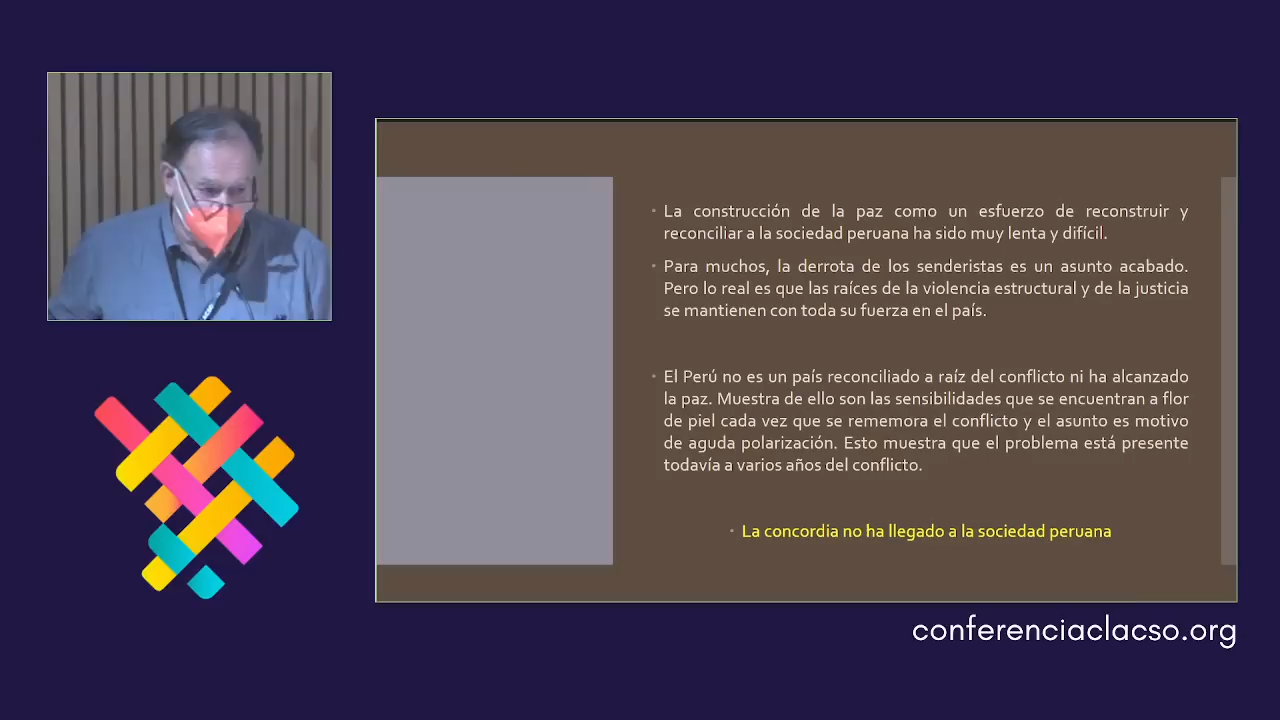 • La construcción de la paz como un esfuerzo de reconstruir y
reconciliar a la sociedad peruana ha sido muy lenta y difícil.
• Para muchos, la derrota de los senderistas es un asunto acabado.
Pero lo real es que las raíces de la violencia estructural y de la justicia
se mantienen con toda su fuerza en el país.
• El Perú no es un país reconciliado a raíz del conflicto ni ha alcanzado
la paz. Muestra de ello son las sensibilidades que se encuentran a flor
de piel cada vez que se rememora el conflicto y el asunto es motivo
de aguda polarización. Esto muestra que el problema está presente
todavía a varios años del conflicto.
• La concordia no ha llegado a la sociedad peruana
conferenciaclacso.org